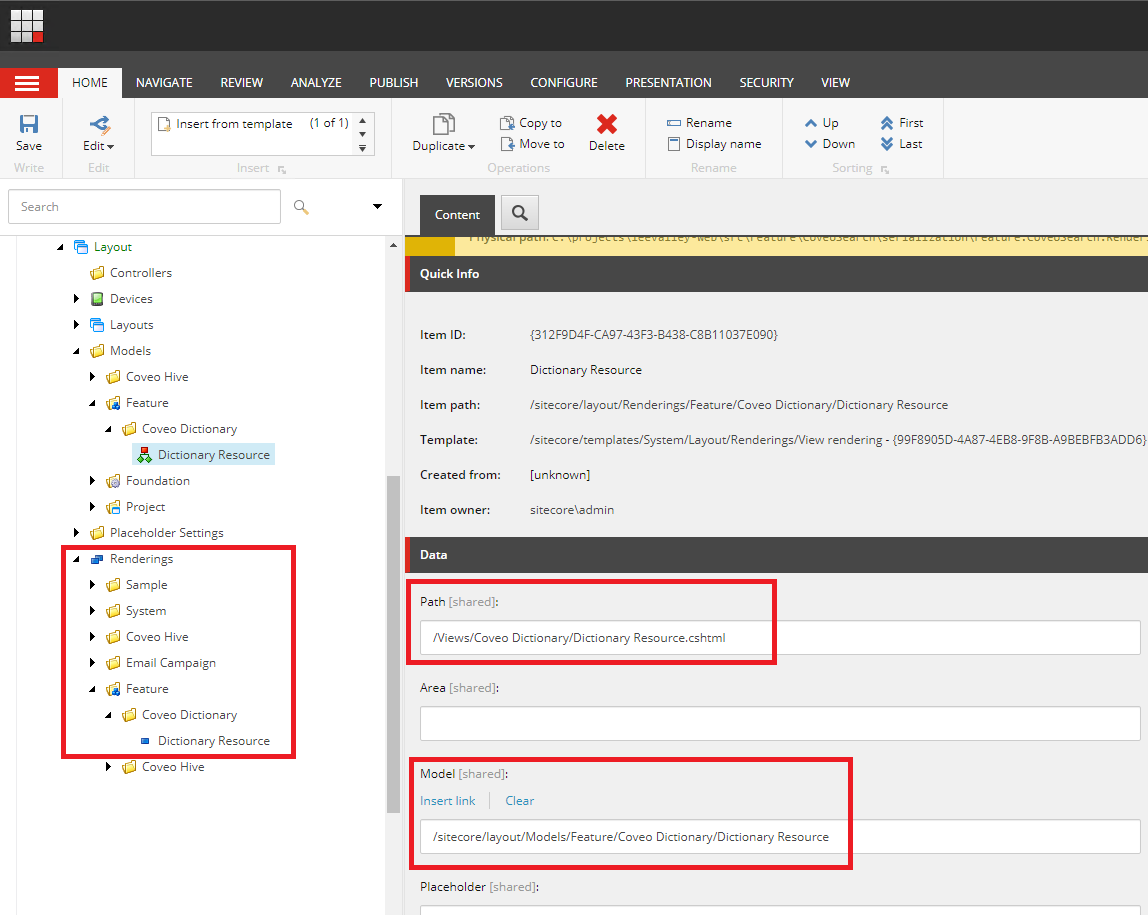 HOME NAVIGATE REVIEW ANALYZE PUBLISH VERSIONS CONFIGURE PRESENTATION SECURITY VIEW
Save
Write
Edit
Edit
Insert from template (1 of 1)
Insert
Duplicate
Copy to
Move to
Delete
Operations
Rename
Display name
Rename
Up
Down
First
Last
Sorting
Search
Layout
Controllers
Devices
Layouts
Models
Coveo Hive
Feature
Coveo Dictionary
Dictionary Resource
Foundation
Project
Placeholder Settings
Renderings
Sample
System
Coveo Hive
Email Campaign
Feature
Coveo Dictionary
Dictionary Resource
Coveo Hive
Content
Physical path: C:\projects\leevalley-web\src\Feature\CoveoSearch\serialization\Feature.CoveoSearch.Renderi
Quick Info
Item ID: {312F9D4F-CA97-43F3-B438-C8B11037E090}
Item name: Dictionary Resource
Item path: /sitecore/layout/Renderings/Feature/Coveo Dictionary/Dictionary Resource
Template: /sitecore/templates/System/Layout/Renderings/View rendering - {99F8905D-4A87-4EB8-9F8B-A9BEBFB3ADD6}
Created from: [unknown]
Item owner: sitecore\admin
Data
Path [shared]:
/Views/Coveo Dictionary/Dictionary Resource.cshtml
Area [shared]:
Model [shared]:
Insert link Clear
/sitecore/layout/Models/Feature/Coveo Dictionary/Dictionary Resource
Placeholder [shared]: